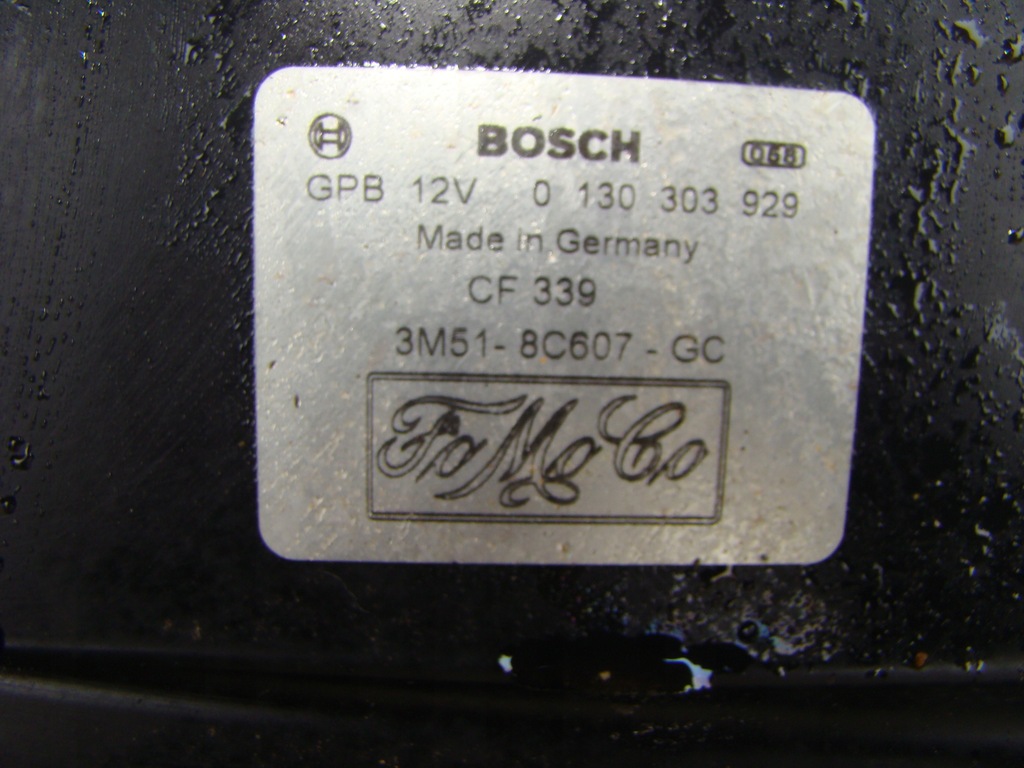 BOSCH 068
GPB 12V 0 130 303 929
Made in Germany
CF 339
3M51- 8C607 - GC
FoMoCo